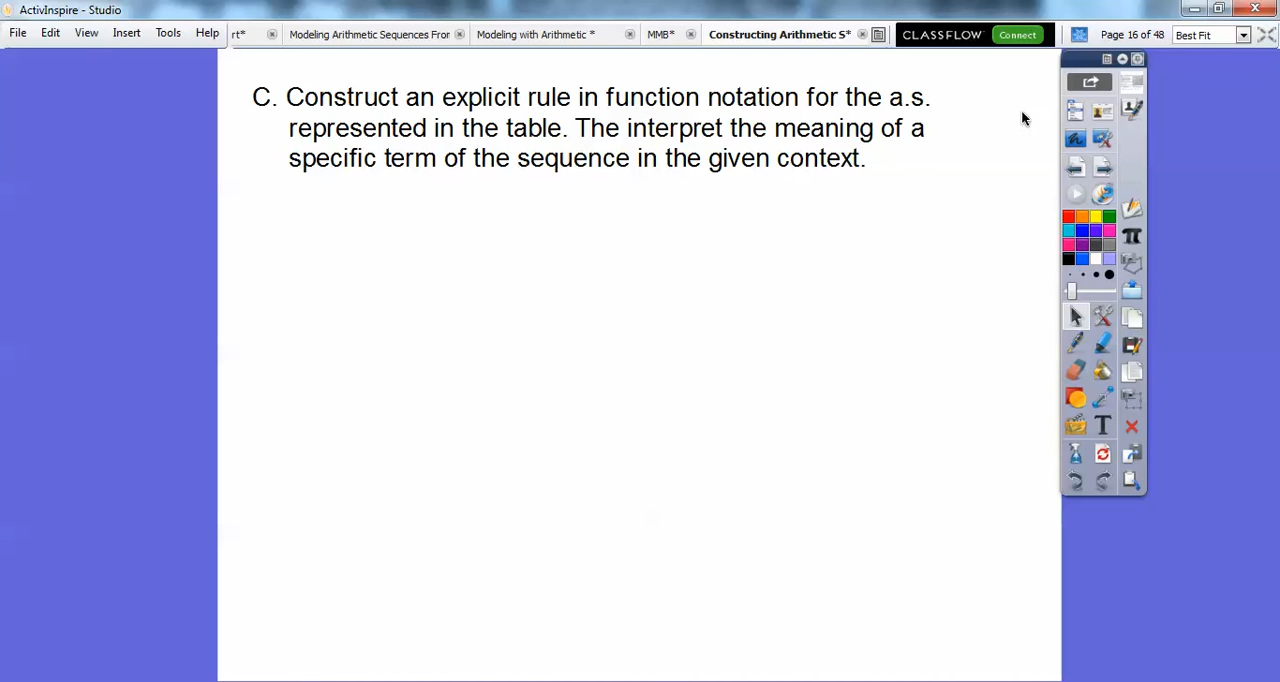 ActivInspire - Studio
File Edit View Insert Tools Help rt* Modeling Arithmetic Sequences Fron Modeling with Arithmetic * MMB* Constructing Arithmetic S* CLASSFLOW Connect Page 16 of 48 Best Fit
C. Construct an explicit rule in function notation for the a.s.
represented in the table. The interpret the meaning of a
specific term of the sequence in the given context.